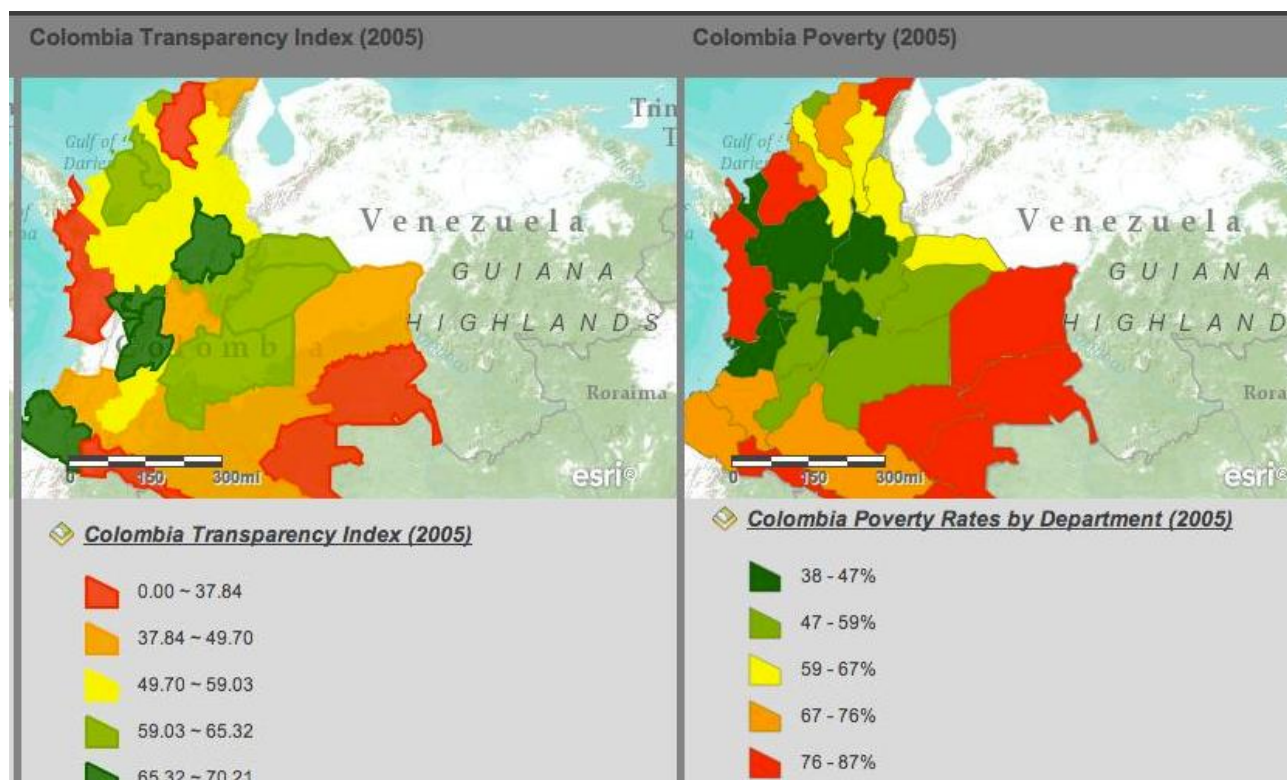 Colombia Transparency Index (2005)
Colombia Poverty (2005)
Trin
T
Gulf of
Darien
Venezuela
GUIANA
HIGHLANDS
Colombia
Roraima
0 150 300mi
esri
Gulf of
Darien
Venezuela
GUIANA
HIGHLANDS
Rora
0 150 300mi
esri
Colombia Transparency Index (2005)
0.00 ~ 37.84
37.84 ~ 49.70
49.70 ~ 59.03
59.03 ~ 65.32
65.32 ~ 70.21
Colombia Poverty Rates by Department (2005)
38 - 47%
47 - 59%
59 - 67%
67 - 76%
76 - 87%